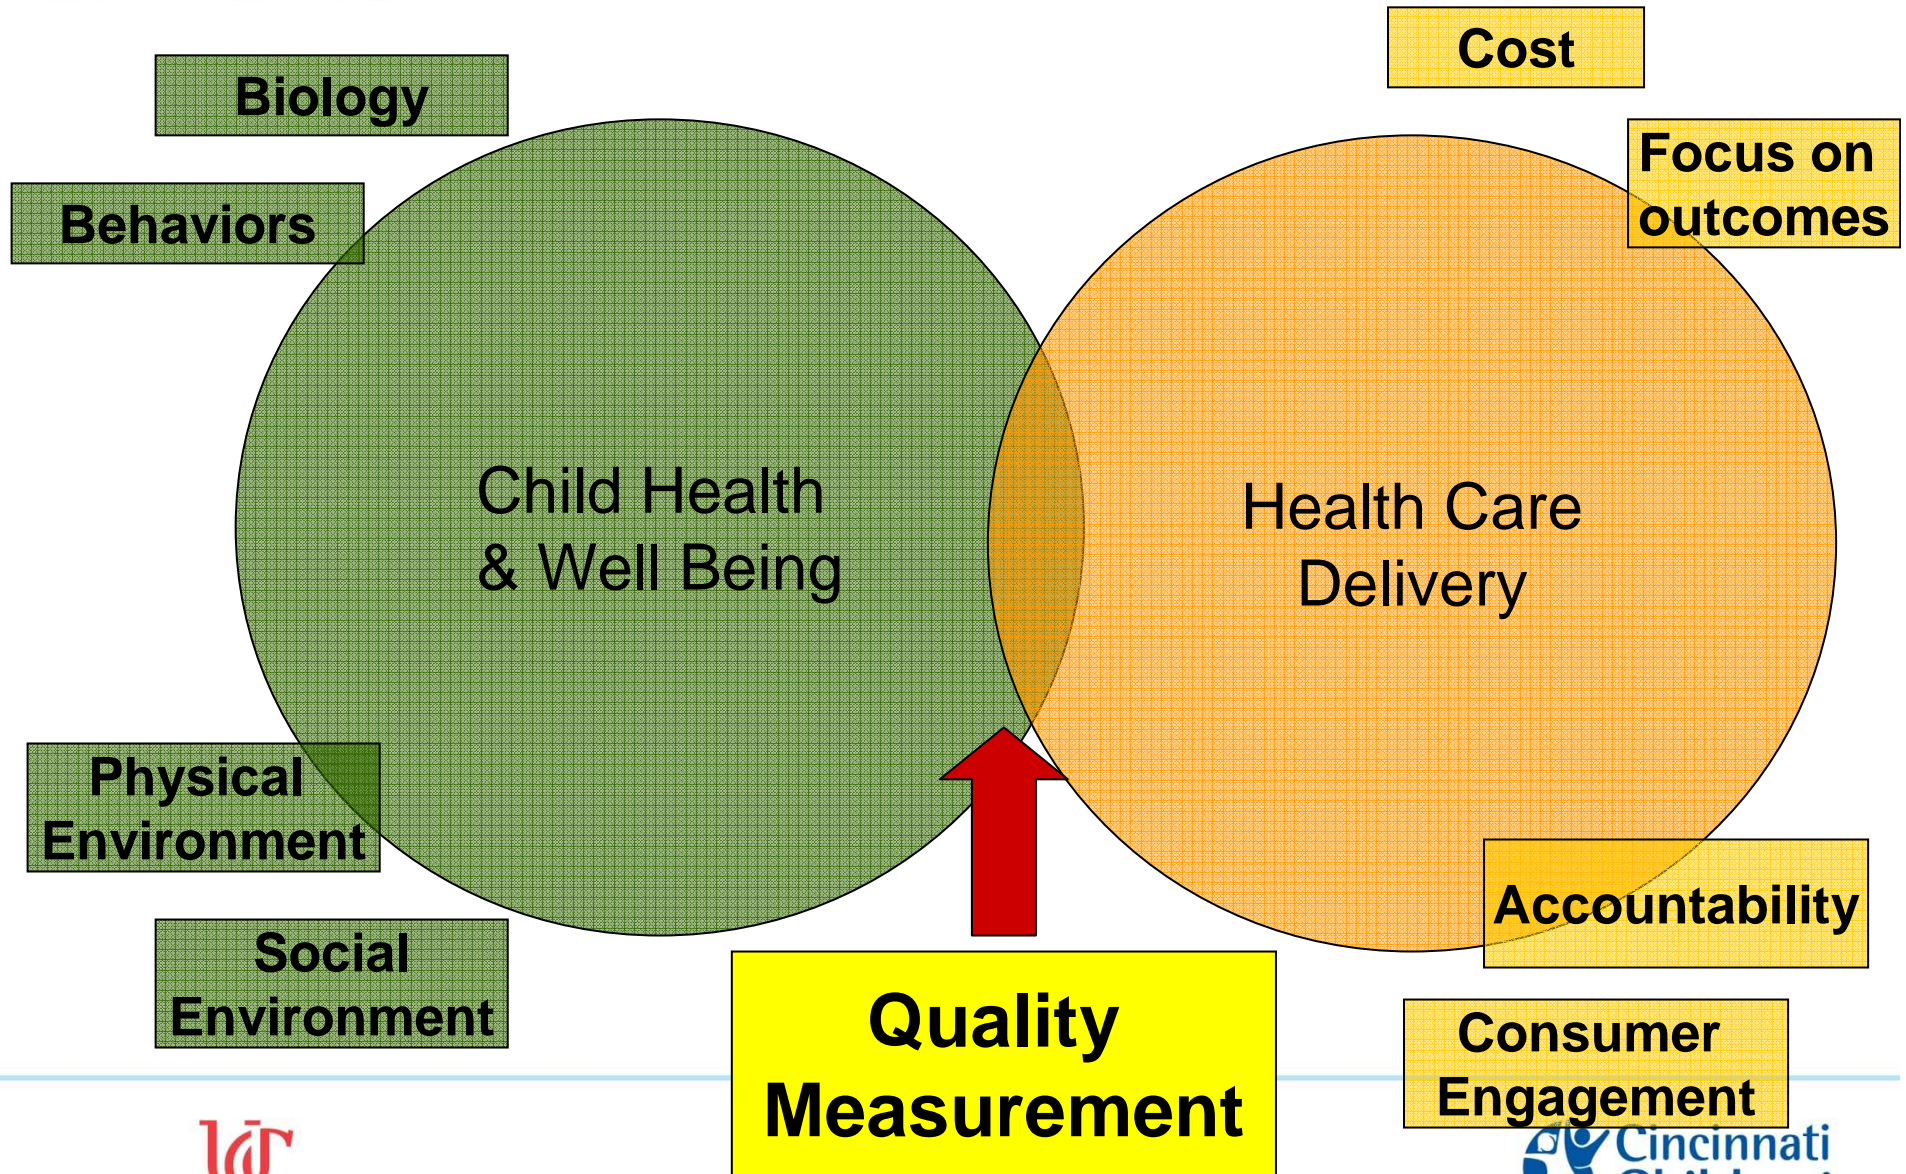 Cost
Biology
Focus on
outcomes
Behaviors
Child Health
& Well Being
Health Care
Delivery
Physical
Environment
Accountability
Social
Environment
Quality
Measurement
Consumer
Engagement
Cincinnati